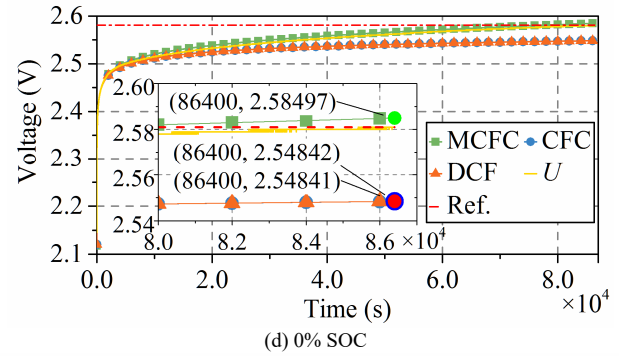 2.6
2.5
2.4
2.3
2.2
2.1
Voltage (V)
2.60
2.58
2.56
2.54
(86400, 2.58497)
(86400, 2.54842)
(86400, 2.54841)
8.0 8.2 8.4 8.6 ×10⁴
MCFC CFC
DCF U
Ref.
0.0 2.0 4.0 6.0 8.0
×10⁴
Time (s)
(d) 0% SOC